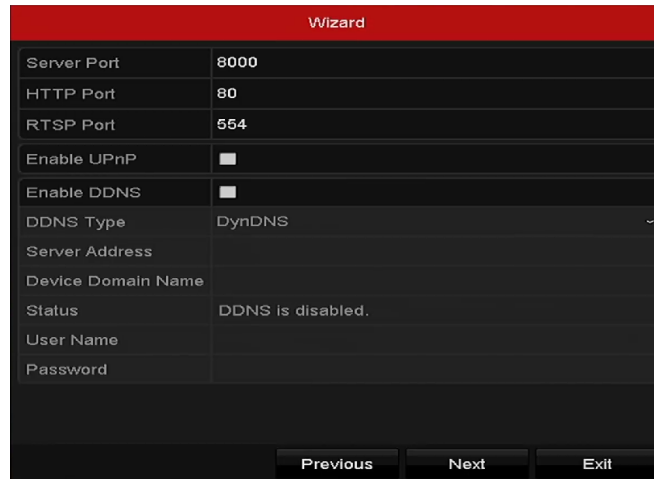 Wizard
Server Port 8000
HTTP Port 80
RTSP Port 554
Enable UPnP
Enable DDNS
DDNS Type DynDNS
Server Address
Device Domain Name
Status DDNS is disabled.
User Name
Password
Previous Next Exit